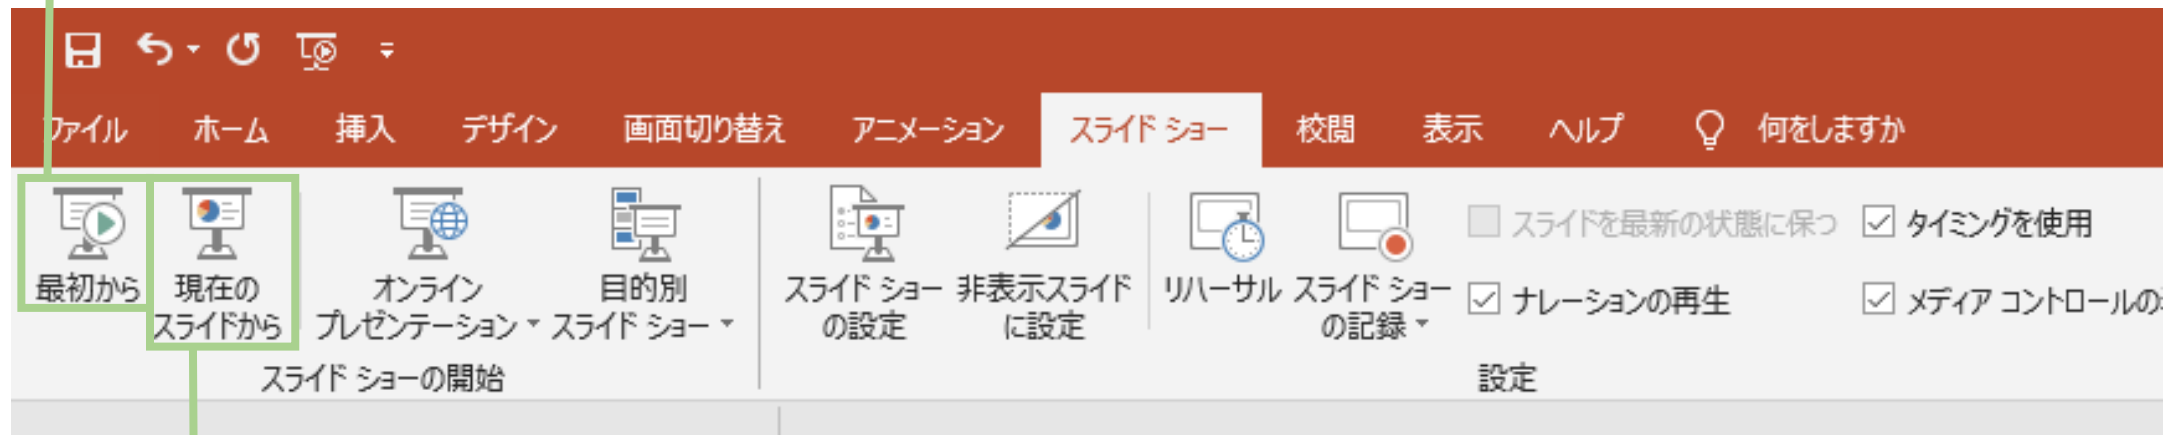 ファイル ホーム 挿入 デザイン 画面切り替え アニメーション スライド ショー 校閲 表示 ヘルプ 何をしますか
最初から
現在の
スライドから
オンライン
プレゼンテーション
目的別
スライド ショー
スライド ショーの開始
スライド ショー
の設定
非表示スライド
に設定
リハーサル
スライド ショー
の記録
スライドを最新の状態に保つ
ナレーションの再生
タイミングを使用
メディア コントロールの
設定